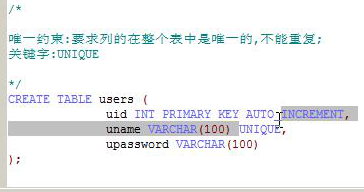 /*
唯一约束:要求列的在整个表中是唯一的,不能重复;
关键字:UNIQUE
*/
CREATE TABLE users (
uid INT PRIMARY KEY AUTO_INCREMENT,
uname VARCHAR(100) UNIQUE,
upassword VARCHAR(100)
);